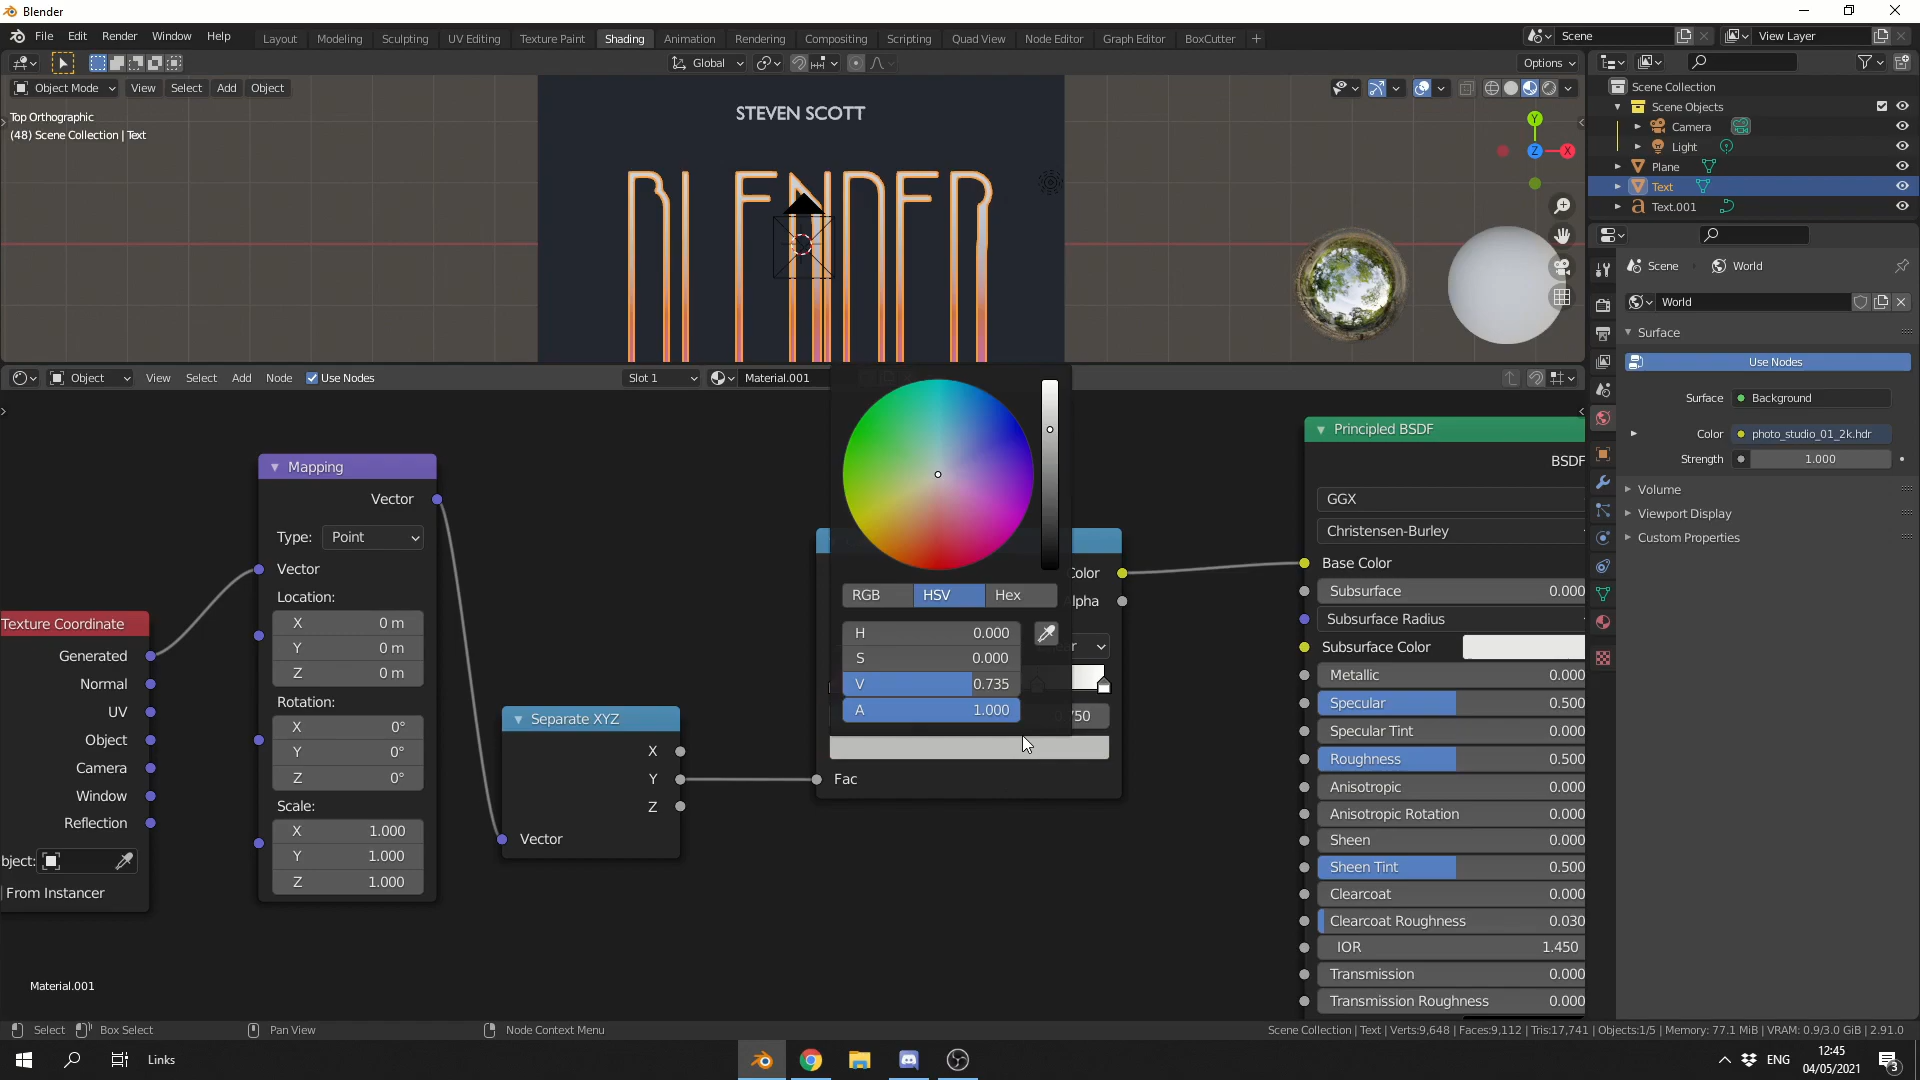 Blender
File Edit Render Window Help
Layout Modeling Sculpting UV Editing Texture Paint Shading Animation Rendering Compositing Scripting Quad View Node Editor Graph Editor BoxCutter +
Scene
View Layer
Global
Options
Object Mode View Select Add Object
Top Orthographic
(48) Scene Collection | Text
STEVEN SCOTT
Y
Z
X
Scene Collection
Scene Objects
Camera
Light
Plane
Text
Text.001
Scene World
World
Surface
Use Nodes
Surface Background
Color photo_studio_01_2k.hdr
Strength 1.000
Volume
Viewport Display
Custom Properties
Object View Select Add Node Use Nodes
Slot 1
Material.001
Texture Coordinate
Generated
Normal
UV
Object
Camera
Window
Reflection
bject:
From Instancer
Mapping
Vector
Type: Point
Vector
Location:
X 0 m
Y 0 m
Z 0 m
Rotation:
X 0°
Y 0°
Z 0°
Scale:
X 1.000
Y 1.000
Z 1.000
Separate XYZ
X
Y
Z
Vector
RGB HSV Hex
H 0.000
S 0.000
V 0.735
A 1.000
Color
lpha
Fac
Principled BSDF
BSDF
GGX
Christensen-Burley
Base Color
Subsurface 0.000
Subsurface Radius
Subsurface Color
Metallic 0.000
Specular 0.500
Specular Tint 0.000
Roughness 0.500
Anisotropic 0.000
Anisotropic Rotation 0.000
Sheen 0.000
Sheen Tint 0.500
Clearcoat 0.000
Clearcoat Roughness 0.030
IOR 1.450
Transmission 0.000
Transmission Roughness 0.000
Material.001
Select Box Select Pan View Node Context Menu
Scene Collection | Text | Verts:9,648 | Faces:9,112 | Tris:17,741 | Objects:1/5 | Memory: 77.1 MiB | VRAM: 0.9/3.0 GiB | 2.91.0
Links
ENG
12:45
04/05/2021
3